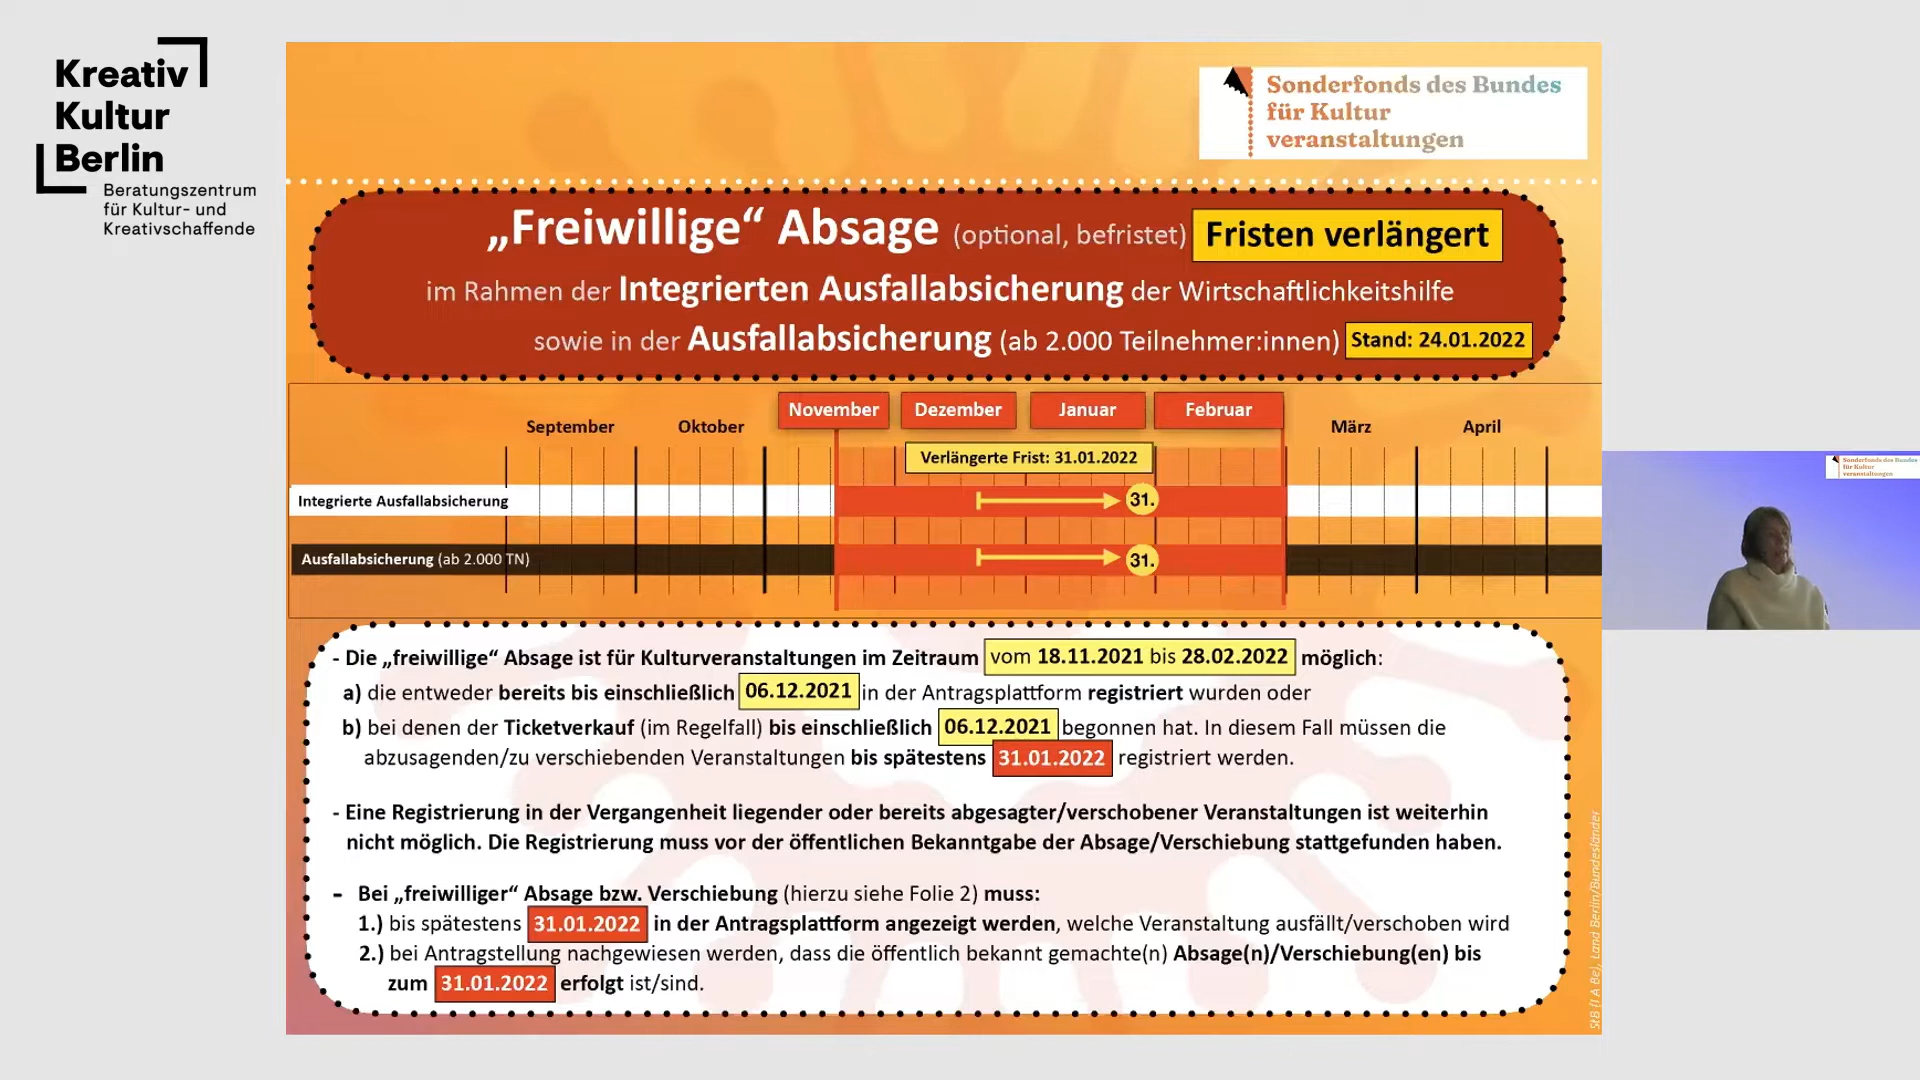 Kreativ
Kultur
Berlin
Beratungszentrum
für Kultur- und
Kreativschaffende
Sonderfonds des Bundes
für Kultur
veranstaltungen
„Freiwillige“ Absage (optional, befristet) Fristen verlängert
im Rahmen der Integrierten Ausfallabsicherung der Wirtschaftlichkeitshilfe
sowie in der Ausfallabsicherung (ab 2.000 Teilnehmer:innen) Stand: 24.01.2022
September Oktober November Dezember Januar Februar März April
Verlängerte Frist: 31.01.2022
Integrierte Ausfallabsicherung 31.
Ausfallabsicherung (ab 2.000 TN) 31.
- Die „freiwillige“ Absage ist für Kulturveranstaltungen im Zeitraum vom 18.11.2021 bis 28.02.2022 möglich:
a) die entweder bereits bis einschließlich 06.12.2021 in der Antragsplattform registriert wurden oder
b) bei denen der Ticketverkauf (im Regelfall) bis einschließlich 06.12.2021 begonnen hat. In diesem Fall müssen die
abzusagenden/zu verschiebenden Veranstaltungen bis spätestens 31.01.2022 registriert werden.
- Eine Registrierung in der Vergangenheit liegender oder bereits abgesagter/verschobener Veranstaltungen ist weiterhin
nicht möglich. Die Registrierung muss vor der öffentlichen Bekanntgabe der Absage/Verschiebung stattgefunden haben.
- Bei „freiwilliger“ Absage bzw. Verschiebung (hierzu siehe Folie 2) muss:
1.) bis spätestens 31.01.2022 in der Antragsplattform angezeigt werden, welche Veranstaltung ausfällt/verschoben wird
2.) bei Antragstellung nachgewiesen werden, dass die öffentlich bekannt gemachte(n) Absage(n)/Verschiebung(en) bis
zum 31.01.2022 erfolgt ist/sind.
Land Berlin/Bundesländer
Sonderfonds des Bundes
für Kultur
veranstaltungen